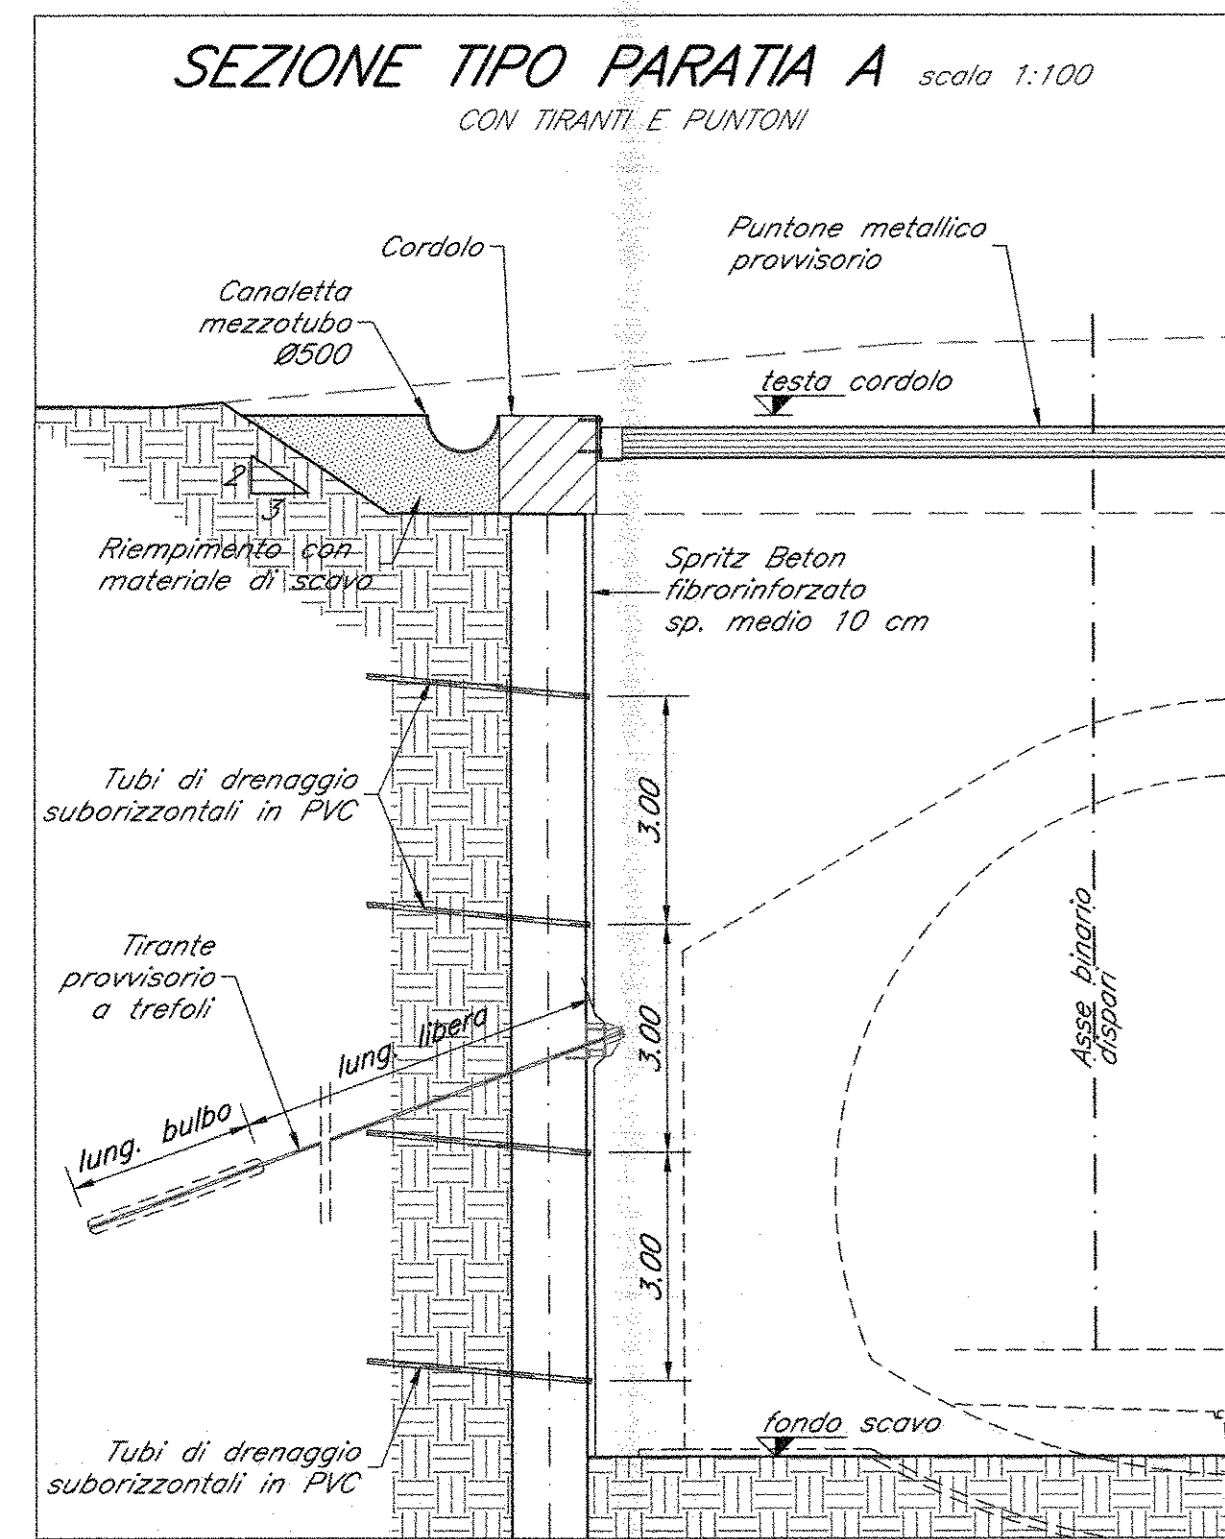 SEZIONE TIPO PARATIA A scala 1:100
CON TIRANTI E PUNTONI
Cordolo
Puntone metallico
provvisorio
Canaletta
mezzotubo
Ø500
testa cordolo
2
3
Riempimento con
materiale di scavo
Spritz Beton
fibrorinforzato
sp. medio 10 cm
Tubi di drenaggio
suborizzontali in PVC
3.00
Tirante
provvisorio
a trefoli
lung. libera
lung. bulbo
3.00
Asse binario
dispari
3.00
fondo scavo
Tubi di drenaggio
suborizzontali in PVC